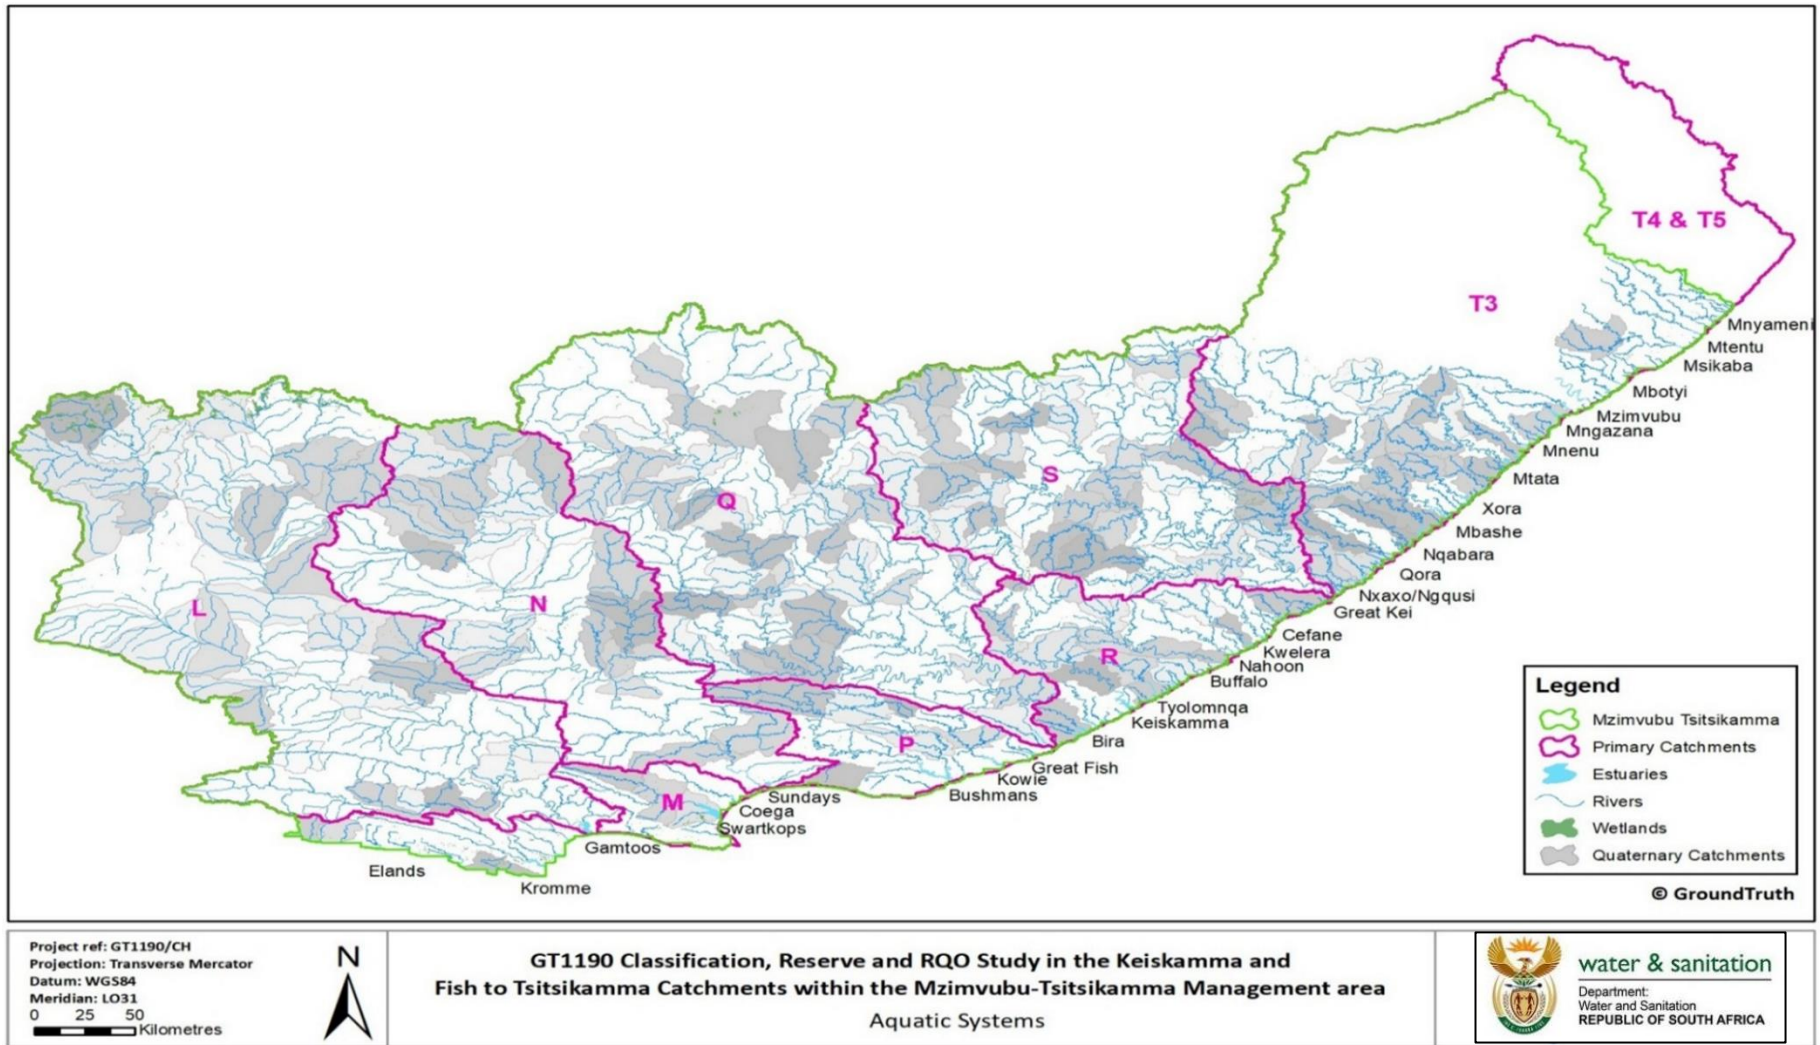 T4 & T5
T3
Mnyameni
Mtentu
Msikaba
Mbotyi
Mzimvubu
Mngazana
Mnenu
Mtata
Xora
Mbashe
Nqabara
Qora
Nxaxo/Ngqusi
Great Kei
Cefane
Kwelera
Nahoon
Buffalo
Tyolomnqa
Keiskamma
Bira
Great Fish
Kowie
Bushmans
Sundays
Coega
Swartkops
Gamtoos
Kromme
Elands
S
Q
N
L
R
P
M
Legend
Mzimvubu Tsitsikamma
Primary Catchments
Estuaries
Rivers
Wetlands
Quaternary Catchments
© GroundTruth
Project ref: GT1190/CH
Projection: Transverse Mercator
Datum: WGS84
Meridian: LO31
0 25 50
Kilometres
N
GT1190 Classification, Reserve and RQO Study in the Keiskamma and
Fish to Tsitsikamma Catchments within the Mzimvubu-Tsitsikamma Management area
Aquatic Systems
water & sanitation
Department:
Water and Sanitation
REPUBLIC OF SOUTH AFRICA